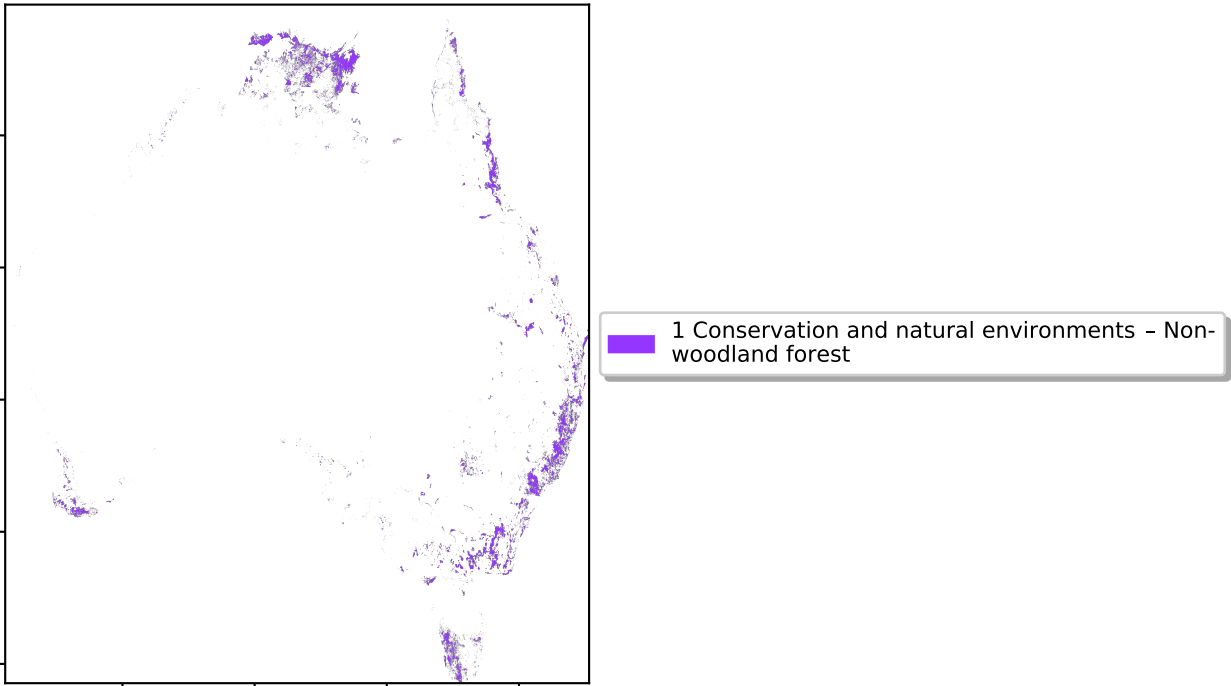 1 Conservation and natural environments – Non-
woodland forest